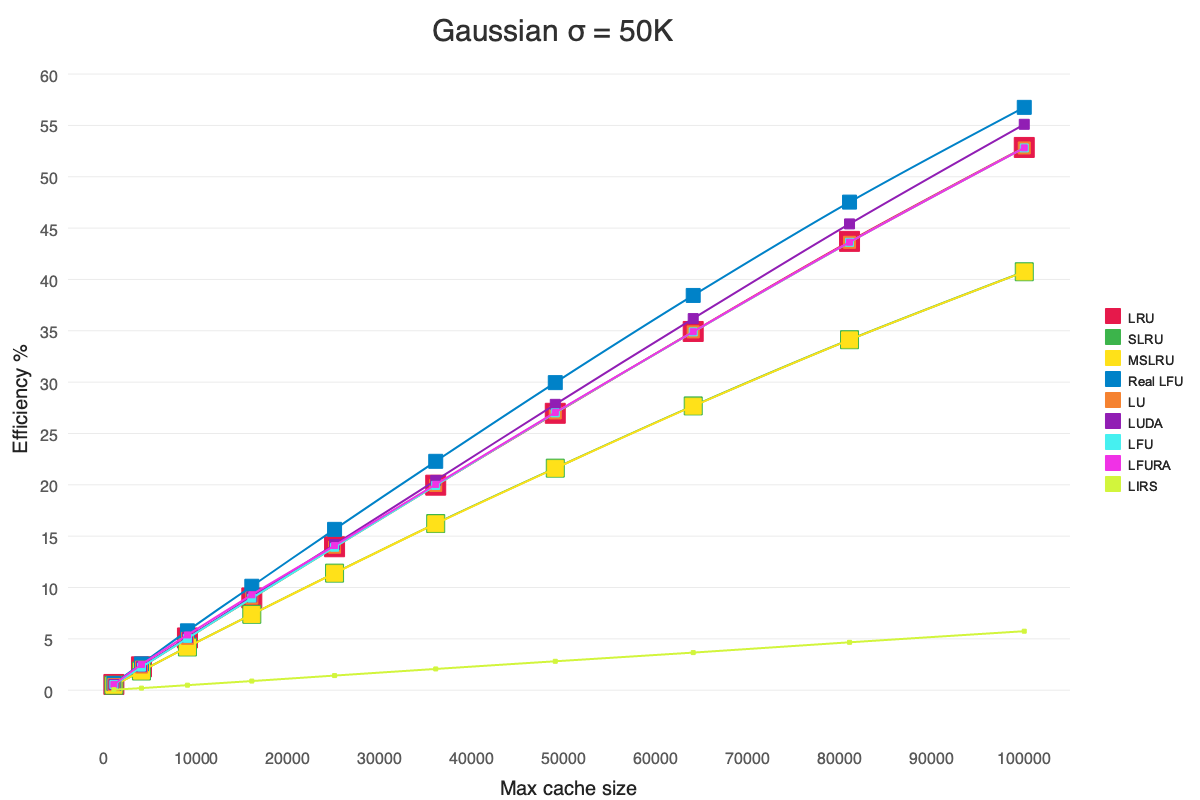 Gaussian σ = 50K
60
55
50
45
40
35
30
25
20
15
10
5
0
Efficiency %
0 10000 20000 30000 40000 50000 60000 70000 80000 90000 100000
Max cache size
LRU
SLRU
MSLRU
Real LFU
LU
LUDA
LFU
LFURA
LIRS